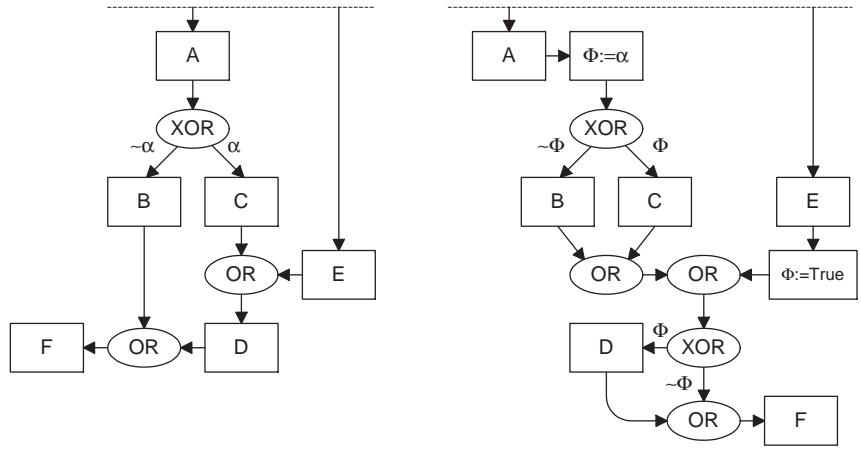 A
XOR
~α α
B C
OR E
F OR D
A Φ:=α
XOR
~Φ Φ
B C E
OR OR Φ:=True
D Φ XOR
~Φ
OR F